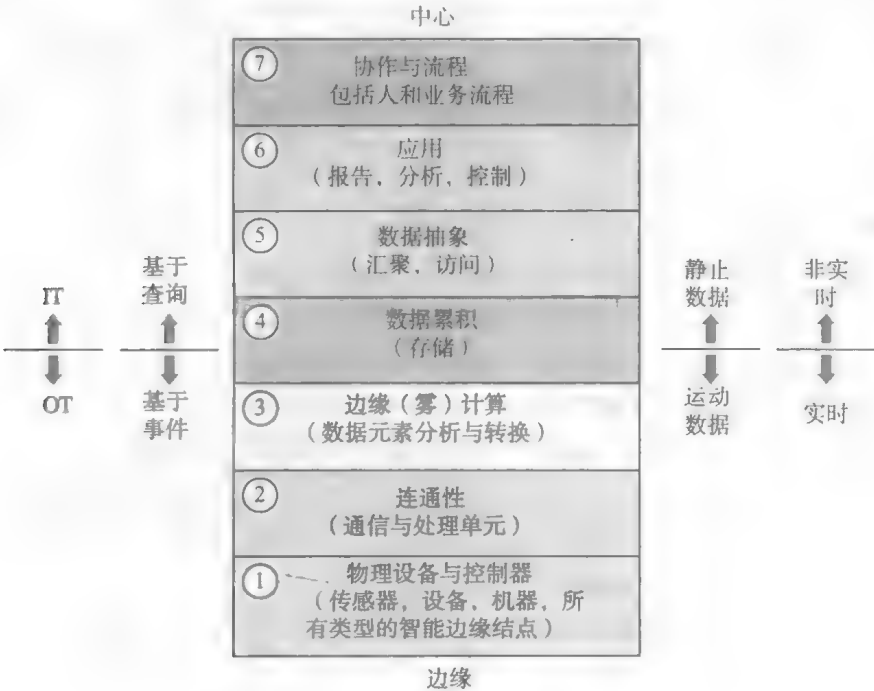 中心
⑦ 协作与流程
包括人和业务流程
⑥ 应用
（报告，分析，控制）
⑤ 数据抽象
（汇聚，访问）
④ 数据累积
（存储）
③ 边缘（雾）计算
（数据元素分析与转换）
② 连通性
（通信与处理单元）
① 物理设备与控制器
（传感器，设备，机器，所
有类型的智能边缘结点）
边缘
IT
OT
基于
查询
基于
事件
静止
数据
运动
数据
非实
时
实时